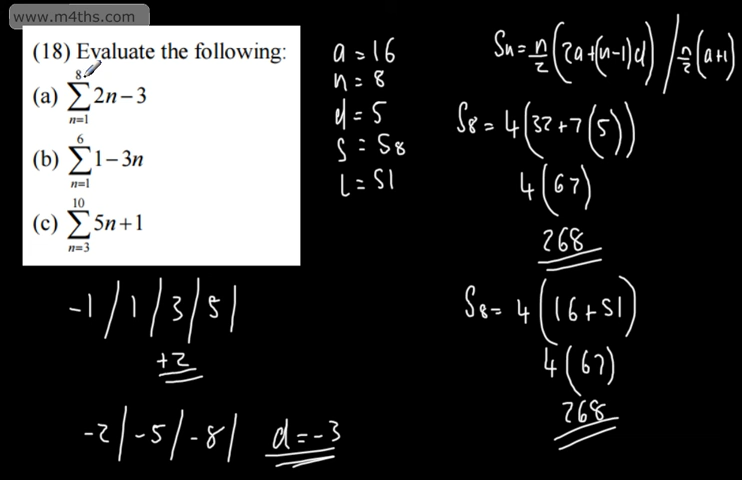 www.m4ths.com
(18) Evaluate the following:
(a) 8 ∑ n=1 2n − 3
(b) 6 ∑ n=1 1 − 3n
(c) 10 ∑ n=3 5n + 1
a = 16
n = 8
d = 5
S = S8
L = 51
Sn = n/2 (2a + (n-1)d) / n/2 (a+l)
S8 = 4(32 + 7(5))
4(67)
268
S8 = 4(16 + 51)
4(67)
268
-1 / 1 / 3 / 5 /
+2
-2 / -5 / -8 / d = -3